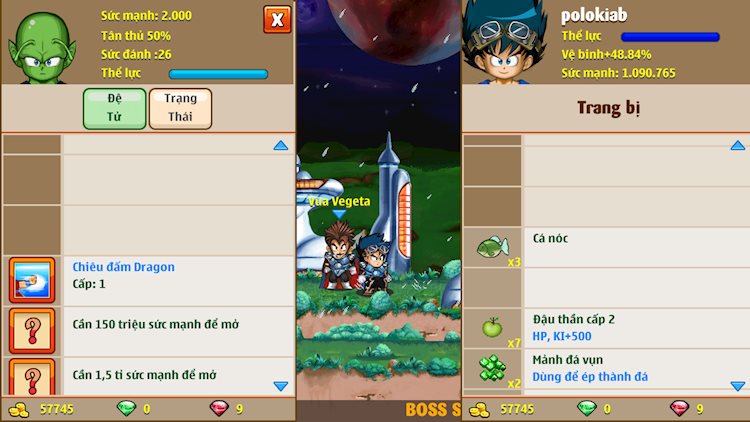 Sức mạnh: 2.000
Tân thủ 50%
Sức đánh :26
Thể lực
X
Đệ
Tử
Trạng
Thái
Chiêu đấm Dragon
Cấp: 1
?
Cần 150 triệu sức mạnh để mở
?
Cần 1,5 tỉ sức mạnh để mở
57745
0
9
Vua Vegeta
BOSS S
polokiab
Thể lực
Vệ binh+48.84%
Sức mạnh: 1.090.765
Trang bị
Cá nóc
x3
Đậu thần cấp 2
HP, KI+500
x7
Mảnh đá vụn
Dùng để ép thành đá
x2
57745
0
9